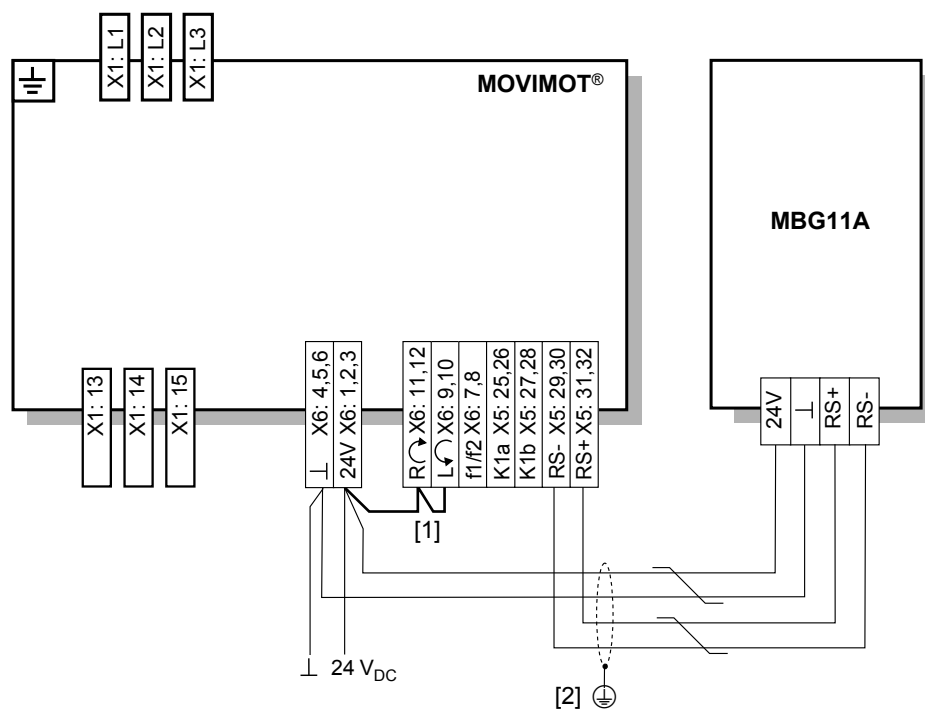 X1: L1
X1: L2
X1: L3
MOVIMOT®
MBG11A
X1: 13
X1: 14
X1: 15
⊥ X6: 4,5,6
24V X6: 1,2,3
R X6: 11,12
L X6: 9,10
f1/f2 X6: 7,8
K1a X5: 25,26
K1b X5: 27,28
RS- X5: 29,30
RS+ X5: 31,32
24V
⊥
RS+
RS-
[1]
⊥ 24 VDC
[2]